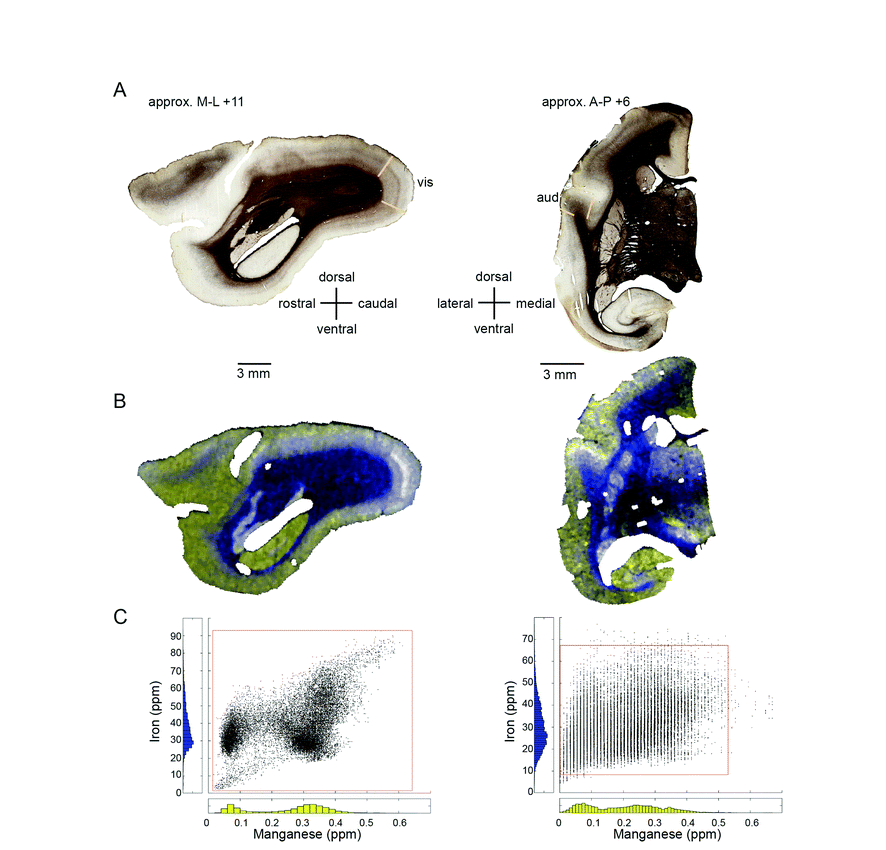 A
approx. M-L +11
approx. A-P +6
vis
aud
dorsal
rostral caudal
ventral
dorsal
lateral medial
ventral
3 mm
3 mm
B
C
Iron (ppm)
90
80
70
60
50
40
30
20
10
0
0 0.1 0.2 0.3 0.4 0.5 0.6
Manganese (ppm)
Iron (ppm)
70
60
50
40
30
20
10
0
0 0.1 0.2 0.3 0.4 0.5 0.6
Manganese (ppm)